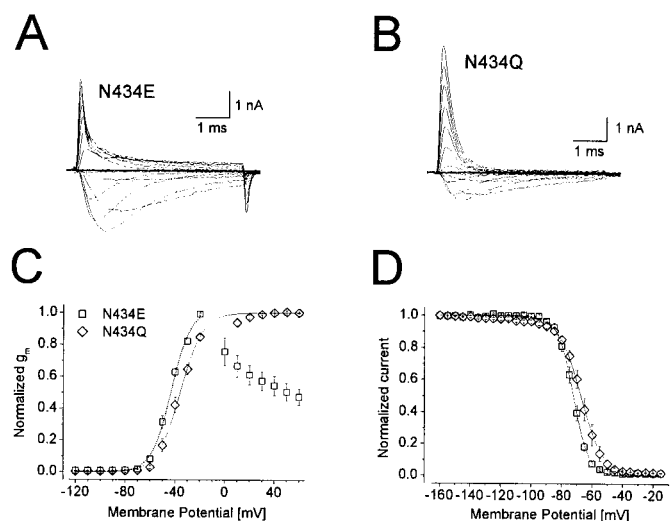 A
N434E
1 nA
1 ms
B
N434Q
1 nA
1 ms
C
N434E
N434Q
Normalized gm
1.0
0.8
0.6
0.4
0.2
0.0
-120 -80 -40 0 40
Membrane Potential [mV]
D
Normalized current
1.0
0.8
0.6
0.4
0.2
0.0
-160 -140 -120 -100 -80 -60 -40 -20
Membrane Potential [mV]